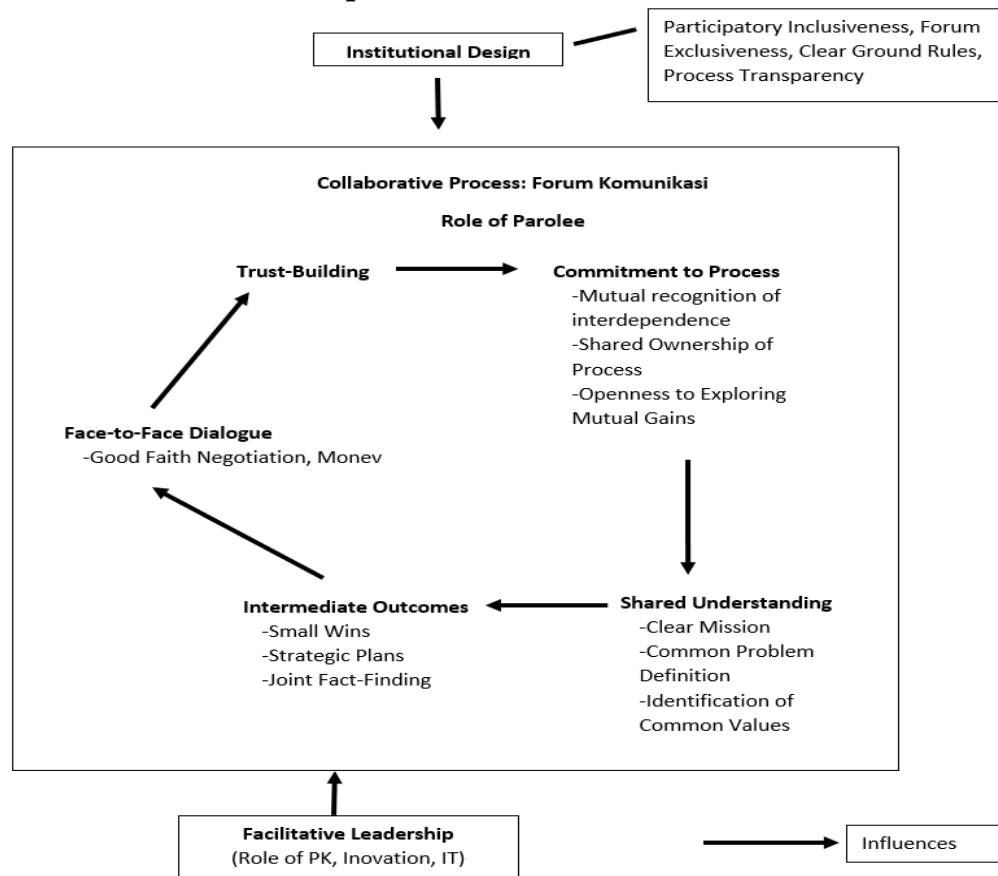 Institutional Design
Participatory Inclusiveness, Forum
Exclusiveness, Clear Ground Rules,
Process Transparency
Collaborative Process: Forum Komunikasi
Role of Parolee
Trust-Building
Commitment to Process
-Mutual recognition of
interdependence
-Shared Ownership of
Process
-Openness to Exploring
Mutual Gains
Face-to-Face Dialogue
-Good Faith Negotiation, Monev
Intermediate Outcomes
-Small Wins
-Strategic Plans
-Joint Fact-Finding
Shared Understanding
-Clear Mission
-Common Problem
Definition
-Identification of
Common Values
Facilitative Leadership
(Role of PK, Inovation, IT)
Influences